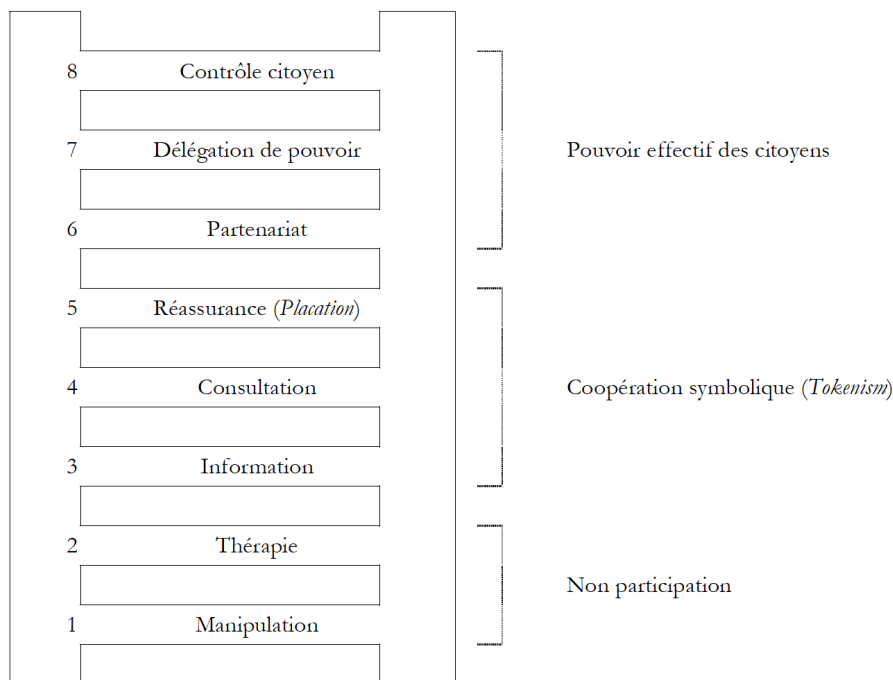 8 Contrôle citoyen
7 Délégation de pouvoir
Pouvoir effectif des citoyens
6 Partenariat
5 Réassurance (Placation)
4 Consultation
Coopération symbolique (Tokenism)
3 Information
2 Thérapie
Non participation
1 Manipulation